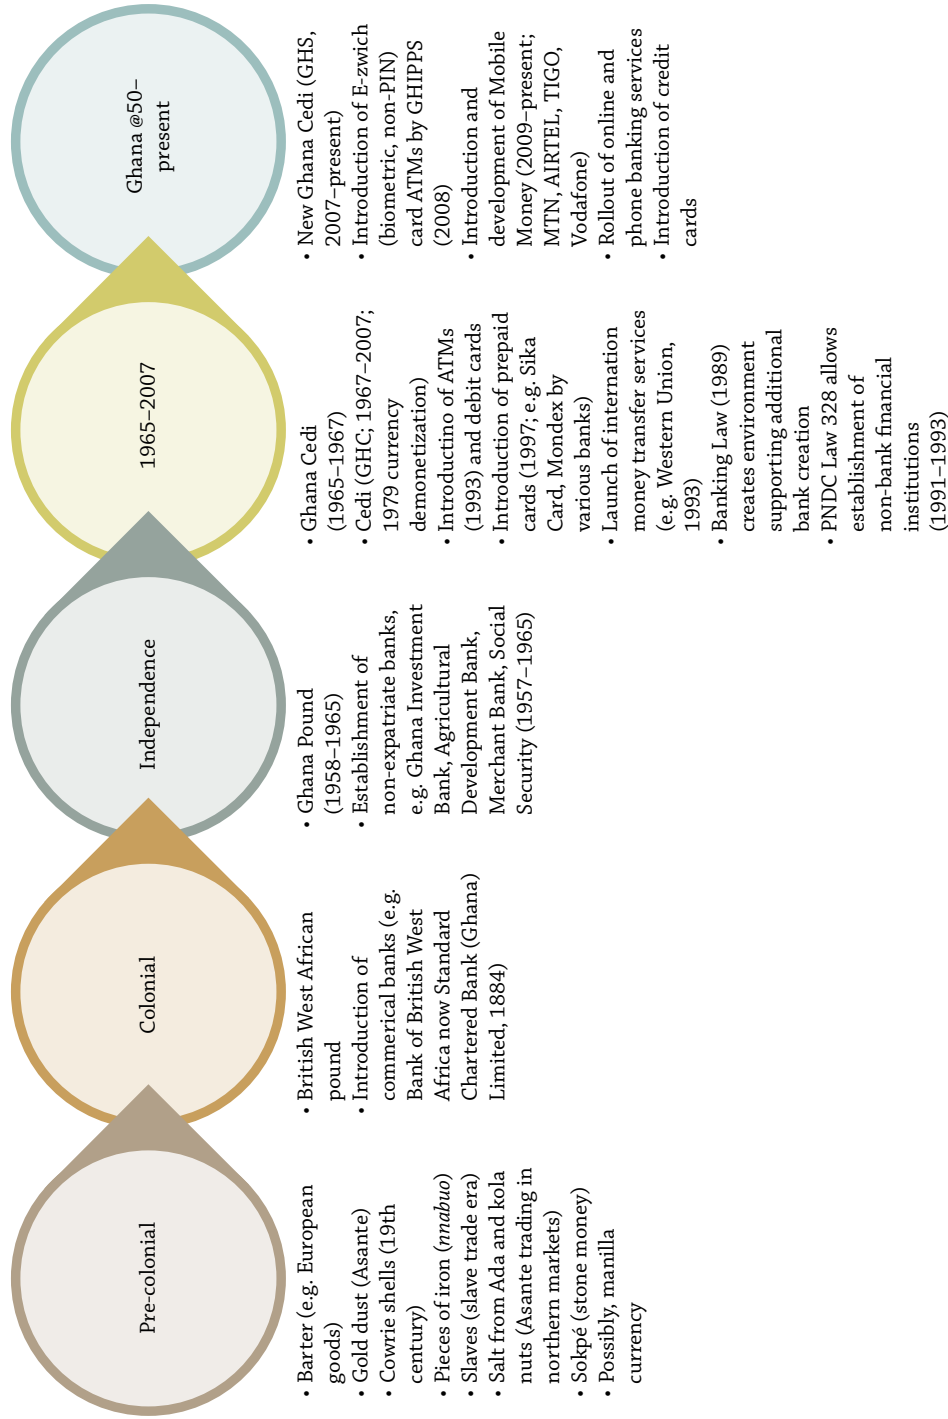 Pre-colonial
• Barter (e.g. European
goods)
• Gold dust (Asante)
• Cowrie shells (19th
century)
• Pieces of iron (nnabuo)
• Slaves (slave trade era)
• Salt from Ada and kola
nuts (Asante trading in
northern markets)
• Sokpé (stone money)
• Possibly, manilla
currency
Colonial
• British West African
pound
• Introduction of
commerical banks (e.g.
Bank of British West
Africa now Standard
Chartered Bank (Ghana)
Limited, 1884)
Independence
• Ghana Pound
(1958–1965)
• Establishment of
non-expatriate banks,
e.g. Ghana Investment
Bank, Agricultural
Development Bank,
Merchant Bank, Social
Security (1957–1965)
1965–2007
• Ghana Cedi
(1965–1967)
• Cedi (GHC; 1967–2007;
1979 currency
demonetization)
• Introductino of ATMs
(1993) and debit cards
• Introduction of prepaid
cards (1997; e.g. Sika
Card, Mondex by
various banks)
• Launch of internation
money transfer services
(e.g. Western Union,
1993)
• Banking Law (1989)
creates environment
supporting additional
bank creation
• PNDC Law 328 allows
establishment of
non-bank financial
institutions
(1991–1993)
Ghana @50–
present
• New Ghana Cedi (GHS,
2007–present)
• Introduction of E-zwich
(biometric, non-PIN)
card ATMs by GHIPPS
(2008)
• Introduction and
development of Mobile
Money (2009–present;
MTN, AIRTEL, TIGO,
Vodafone)
• Rollout of online and
phone banking services
• Introduction of credit
cards